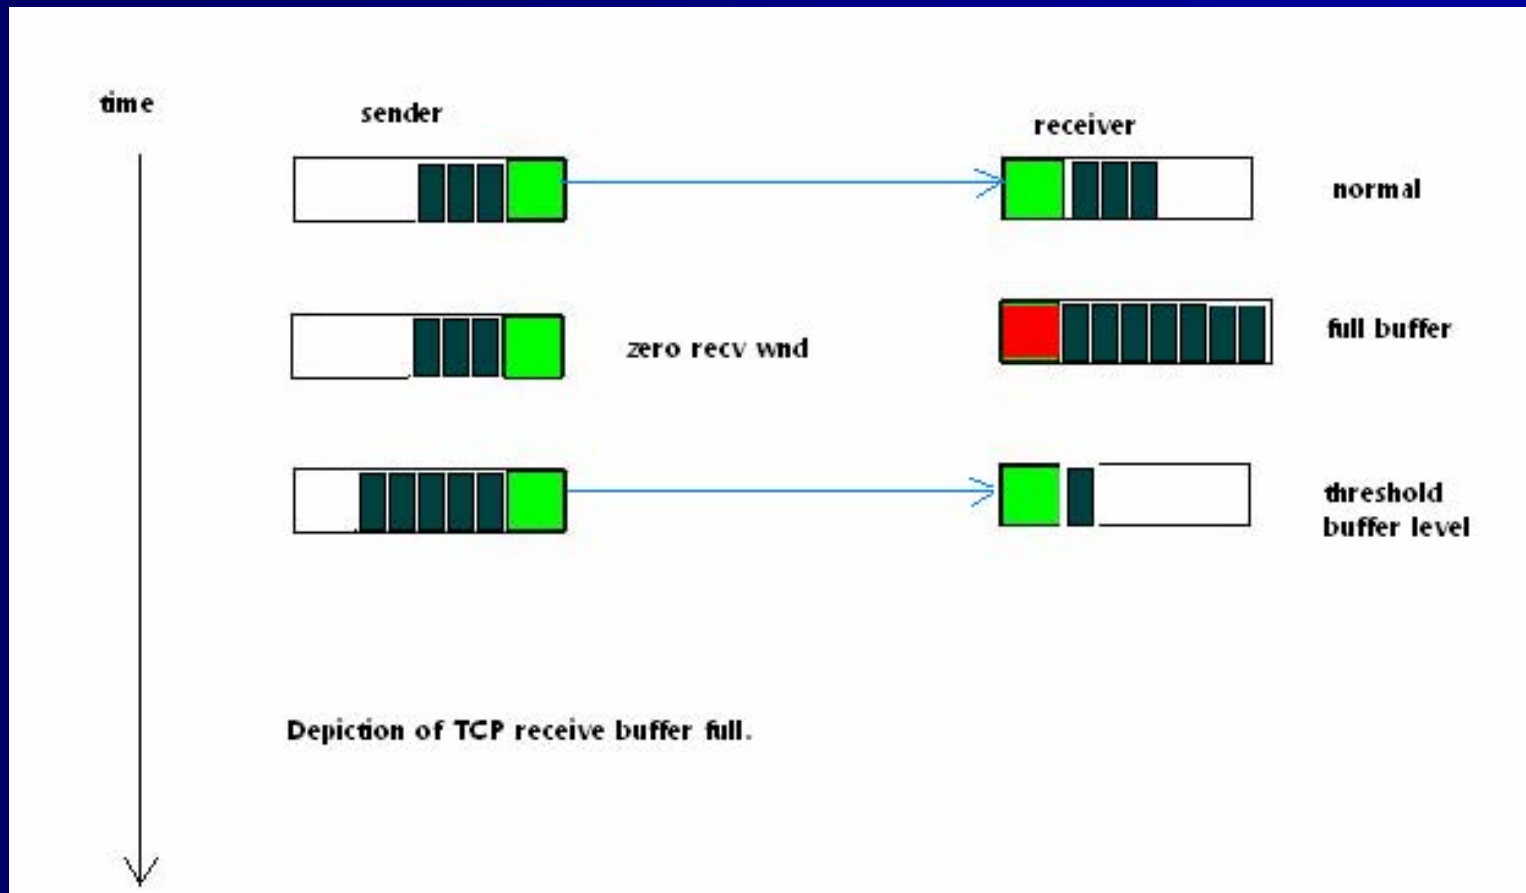 time
sender
receiver
normal
zero recv wnd
full buffer
threshold
buffer level
Depiction of TCP receive buffer full.